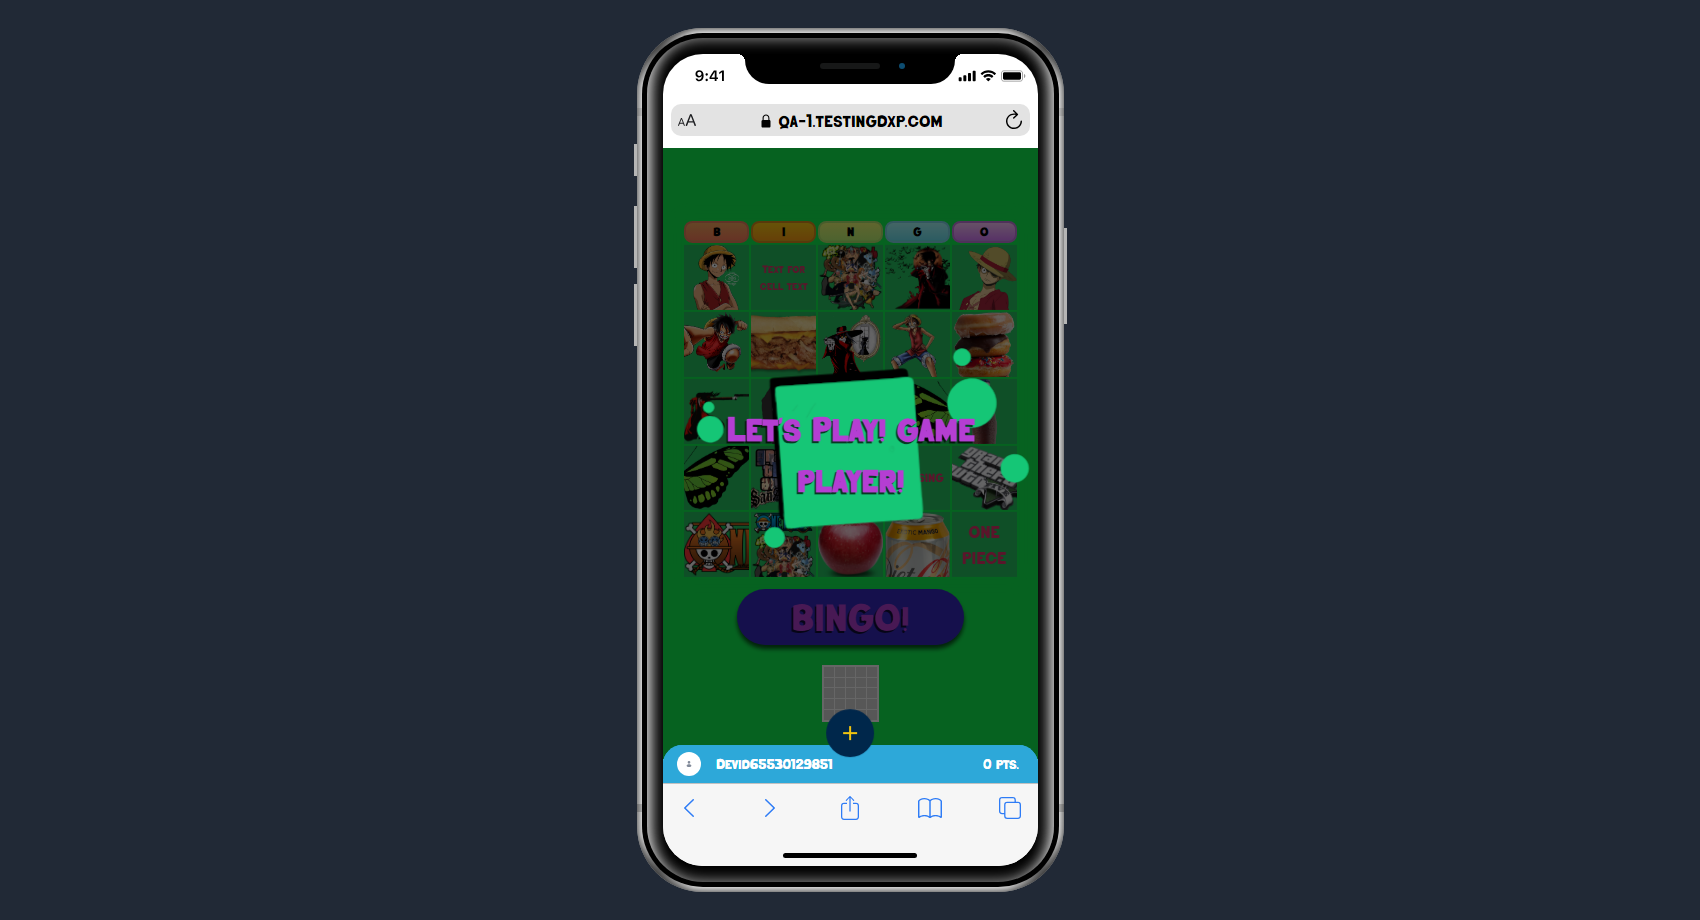 9:41
AA
QA-1.TESTINGDXP.COM
B I N G O
TEXT FOR
CELL TEST
LET'S PLAY! GAME
PLAYER!
ONE
PIECE
BINGO!
+
DEVID65530129851
0 PTS.